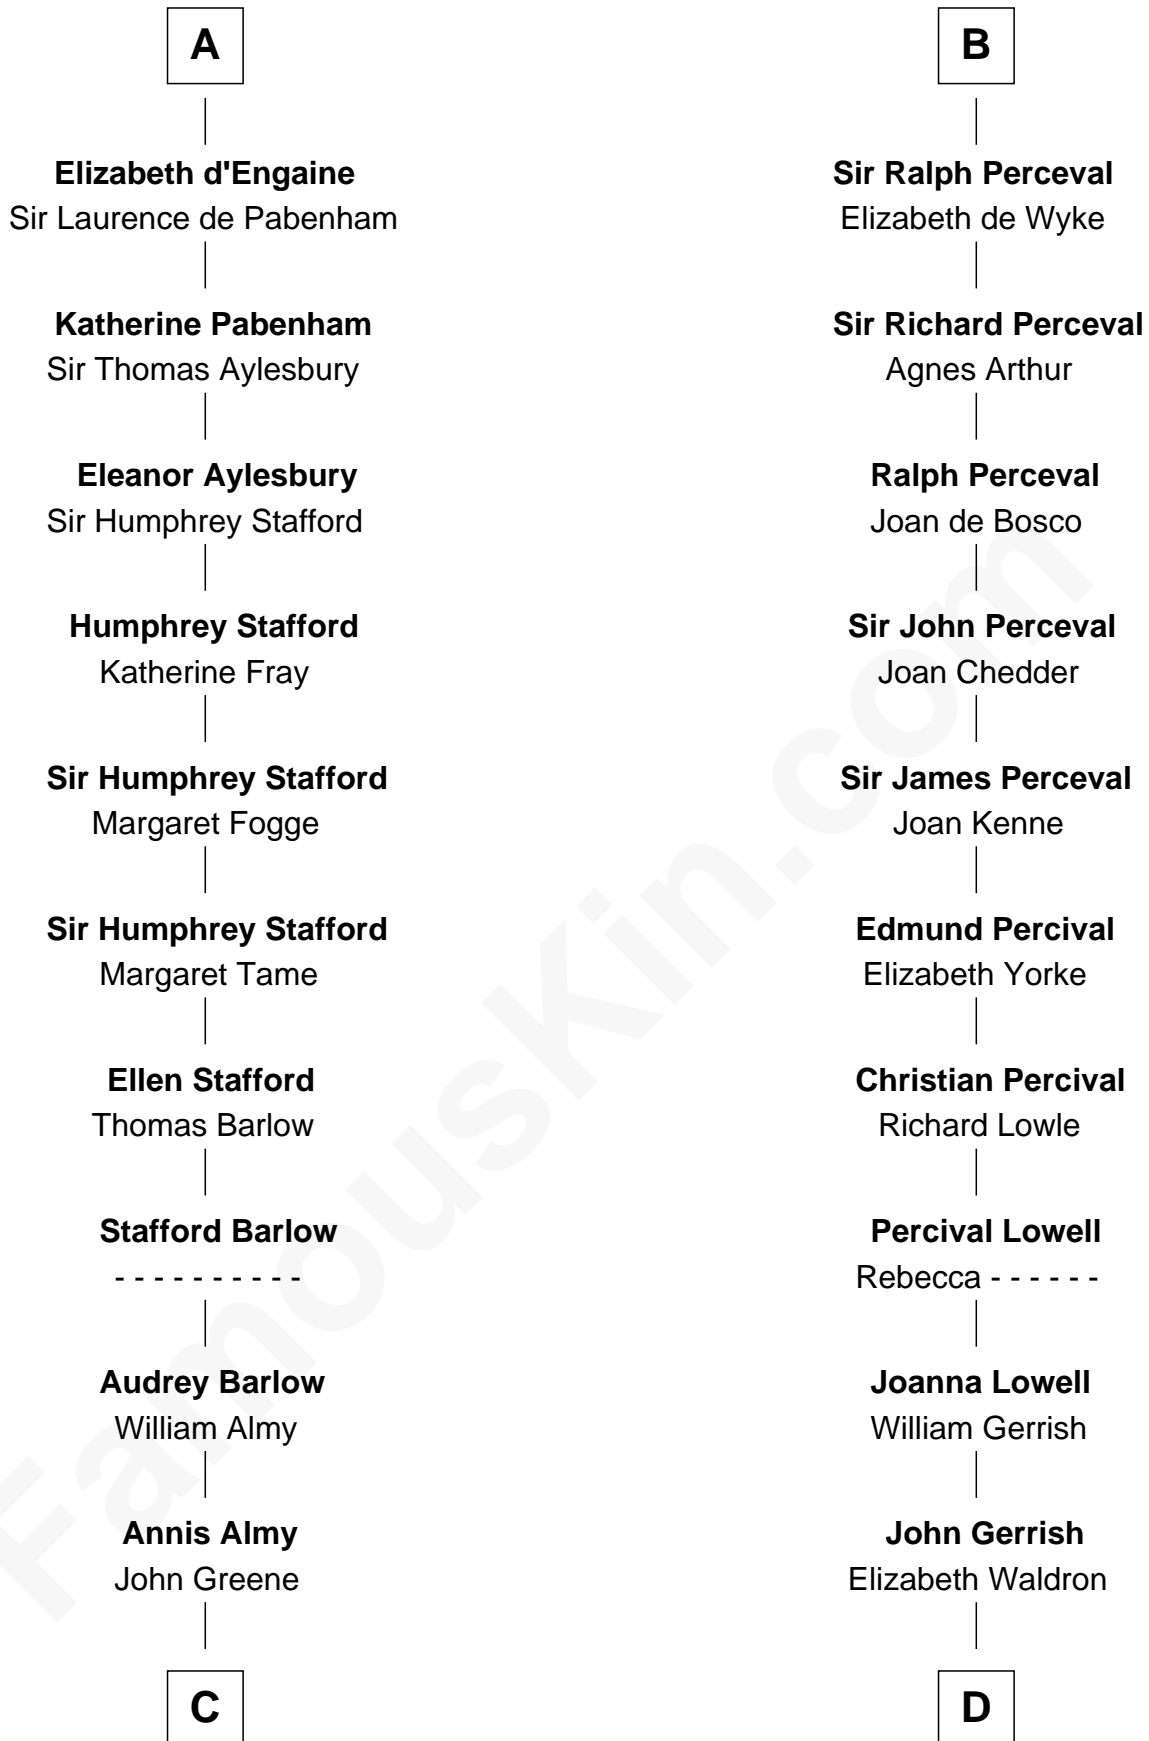 A
Elizabeth d'Engaine
Sir Laurence de Pabenham
Katherine Pabenham
Sir Thomas Aylesbury
Eleanor Aylesbury
Sir Humphrey Stafford
Humphrey Stafford
Katherine Fray
Sir Humphrey Stafford
Margaret Fogge
Sir Humphrey Stafford
Margaret Tame
Ellen Stafford
Thomas Barlow
Stafford Barlow
- - - - - - - - - -
Audrey Barlow
William Almy
Annis Almy
John Greene
C
B
Sir Ralph Perceval
Elizabeth de Wyke
Sir Richard Perceval
Agnes Arthur
Ralph Perceval
Joan de Bosco
Sir John Perceval
Joan Chedder
Sir James Perceval
Joan Kenne
Edmund Percival
Elizabeth Yorke
Christian Percival
Richard Lowle
Percival Lowell
Rebecca - - - - - -
Joanna Lowell
William Gerrish
John Gerrish
Elizabeth Waldron
D
FamousKin.com